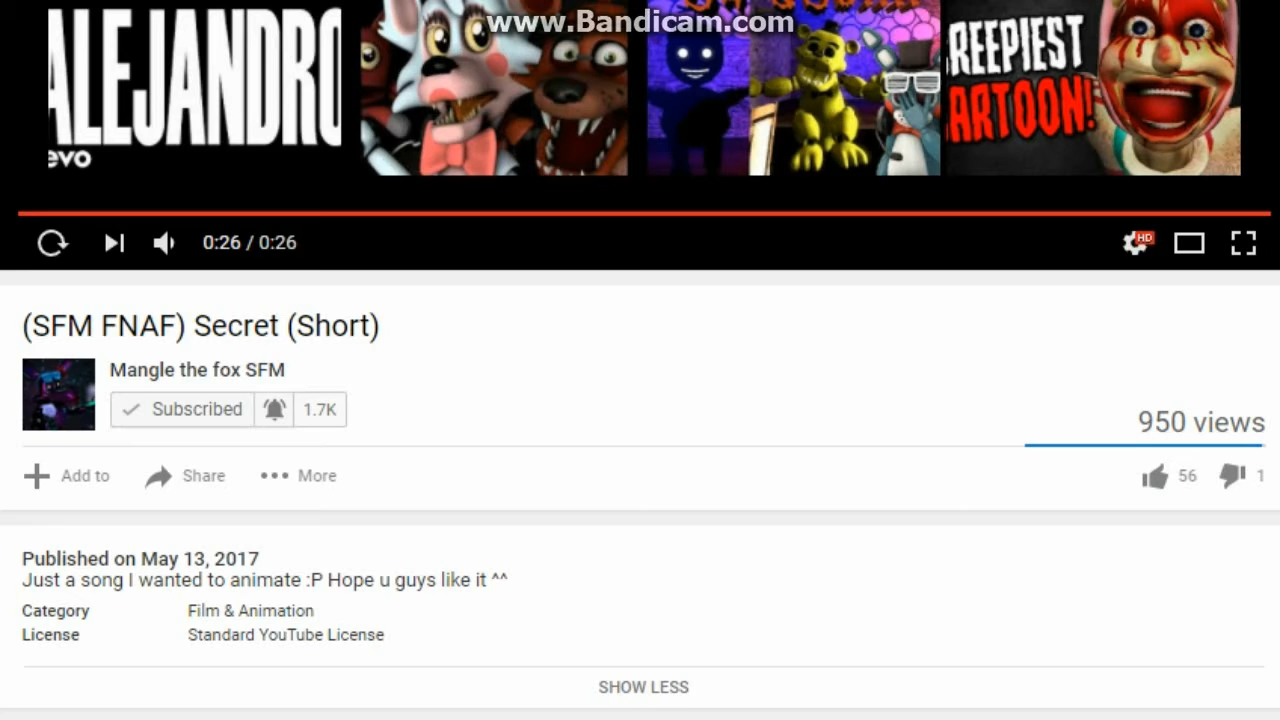 www.Bandicam.com
ALEJANDRO
evo
REEPIEST
ARTOON!
0:26 / 0:26
HD
(SFM FNAF) Secret (Short)
Mangle the fox SFM
Subscribed 1.7K
950 views
Add to Share More 56 1
Published on May 13, 2017
Just a song I wanted to animate :P Hope u guys like it ^^
Category Film & Animation
License Standard YouTube License
SHOW LESS